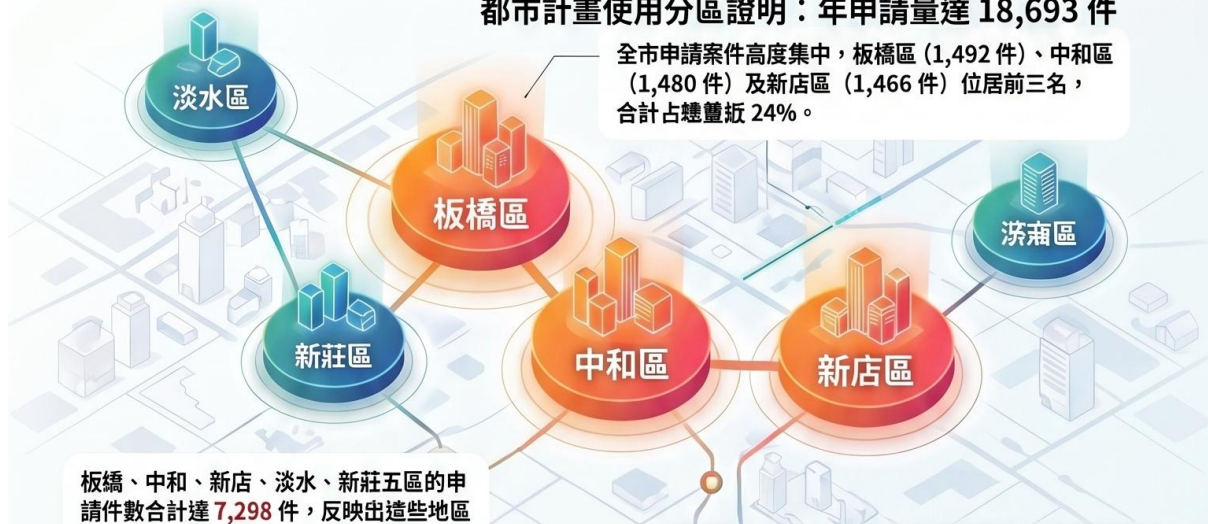 都市計畫使用分區證明:年申請量達 18,693 件
全市申請案件高度集中,板橋區 (1,492 件)、中和區
(1,480 件) 及新店區 (1,466 件) 位居前三名,
合計占 24%。
淡水區
板橋區
新莊區
中和區
新店區
區
板橋、中和、新店、淡水、新莊五區的申
請件數合計達 7,298 件,反映出這些地區